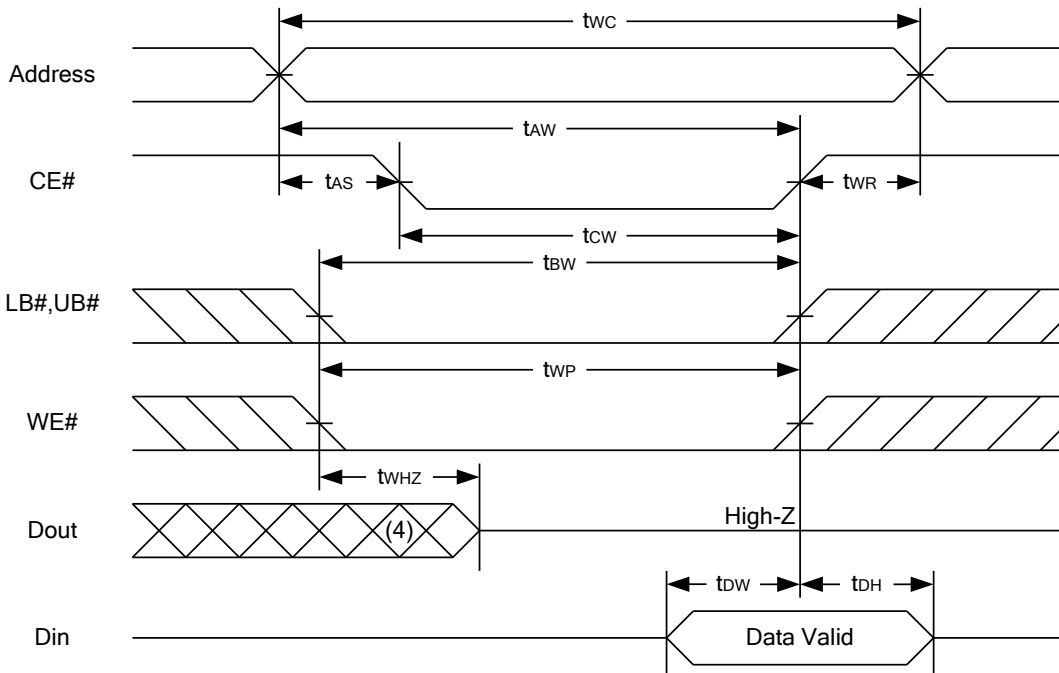 tWC
Address
tAW
CE#
tAS
tWR
tCW
tBW
LB#,UB#
tWP
WE#
tWHZ
Dout
(4)
High-Z
tDW
tDH
Din
Data Valid